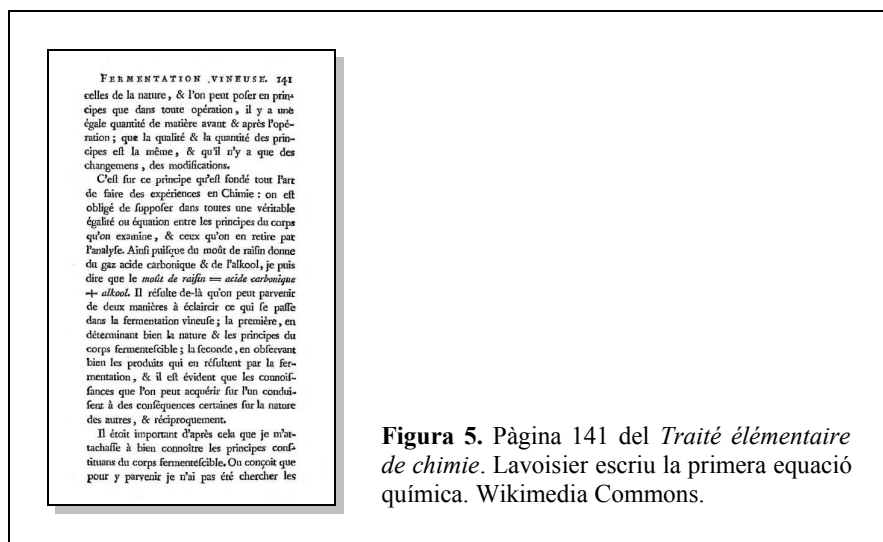 FERMENTATION VINEUSE. 141
celles de la nature, & l'on peut poſer en prin-
cipes que dans toute opération, il y a une
égale quantité de matière avant & après l'opé-
ration ; que la qualité & la quantité des prin-
cipes eſt la même, & qu'il n'y a que des
changemens, des modifications.
C'eſt ſur ce principe qu'eſt fondé tout l'art
de faire des expériences en Chimie : on eſt
obligé de ſuppoſer dans toutes une véritable
égalité ou équation entre les principes du corps
qu'on examine, & ceux qu'on en retire par
l'analyſe. Ainſi puiſque du moût de raiſin donne
du gaz acide carbonique & de l'alkool, je puis
dire que le moût de raiſin = acide carbonique
+ alkool. Il réſulte de-là qu'on peut parvenir
de deux manières à éclaircir ce qui ſe paſſe
dans la fermentation vineuſe ; la première, en
déterminant bien la nature & les principes du
corps fermenteſcible ; la ſeconde, en obſervant
bien les produits qui en réſultent par la fer-
mentation, & il eſt évident que les connoiſ-
ſances que l'on peut acquérir ſur l'un condui-
ſent à des conſéquences certaines ſur la nature
des autres, & réciproquement.
Il étoit important d'après cela que je m'at-
tachaſſe à bien connoître les principes conſ-
tituans du corps fermenteſcible. On conçoit que
pour y parvenir je n'ai pas été chercher les
Figura 5. Pàgina 141 del Traité élémentaire
de chimie. Lavoisier escriu la primera equació
química. Wikimedia Commons.